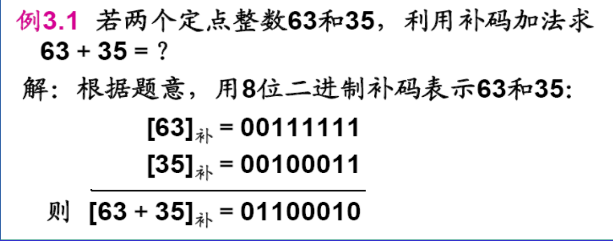 例3.1 若两个定点整数63和35，利用补码加法求
63 + 35 = ？
解：根据题意，用8位二进制补码表示63和35：
[63]补 = 00111111
[35]补 = 00100011
则 [63 + 35]补 = 01100010